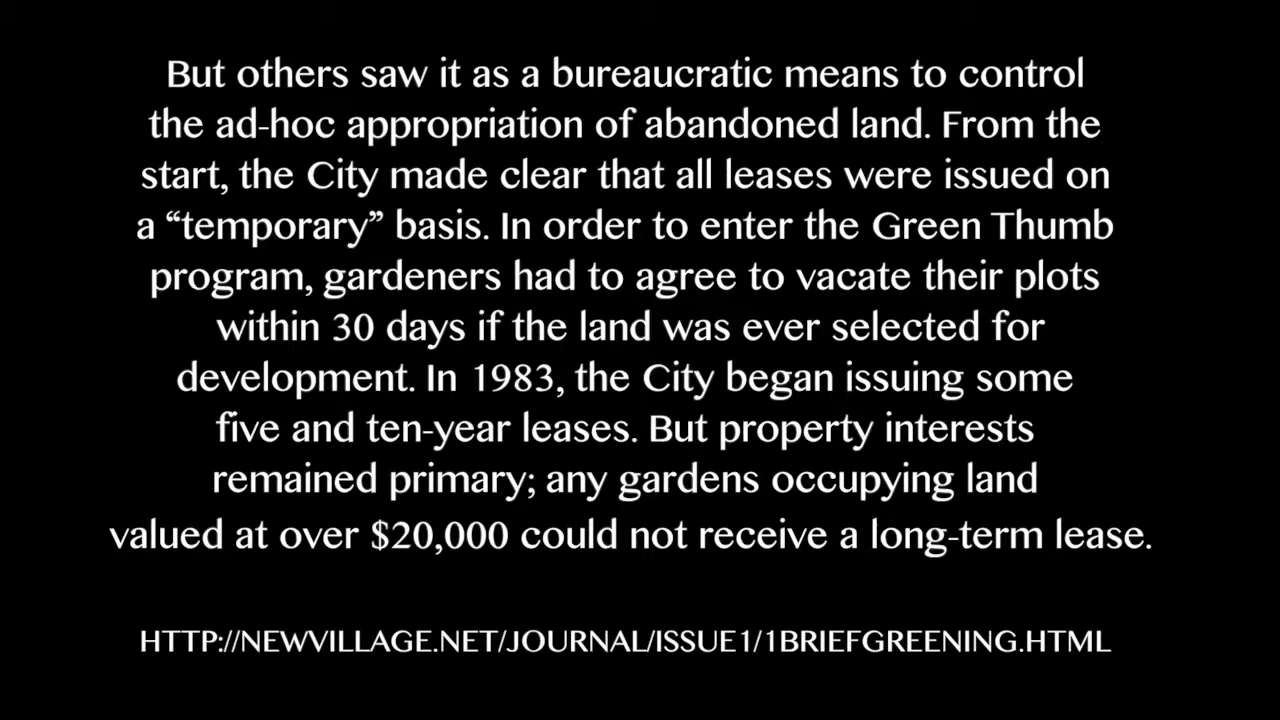 But others saw it as a bureaucratic means to control
the ad-hoc appropriation of abandoned land. From the
start, the City made clear that all leases were issued on
a “temporary” basis. In order to enter the Green Thumb
program, gardeners had to agree to vacate their plots
within 30 days if the land was ever selected for
development. In 1983, the City began issuing some
five and ten-year leases. But property interests
remained primary; any gardens occupying land
valued at over $20,000 could not receive a long-term lease.
HTTP://NEWVILLAGE.NET/JOURNAL/ISSUE1/1BRIEFGREENING.HTML